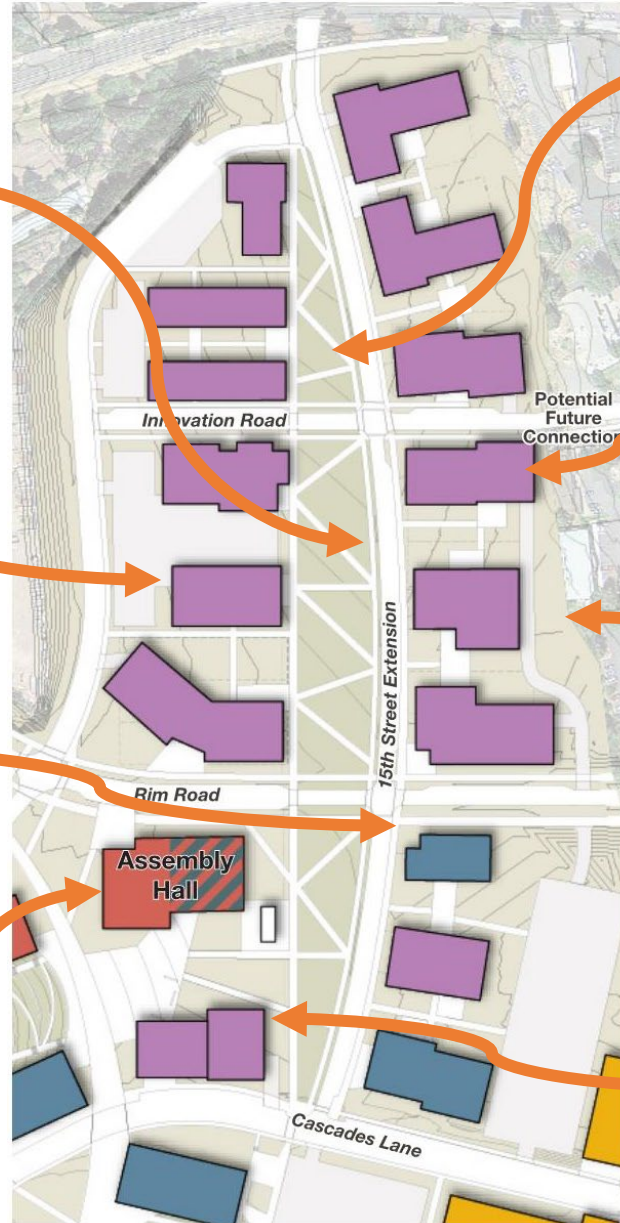 Innovation Road
Potential
Future
Connection
15th Street Extension
Rim Road
Assembly
Hall
Cascades Lane